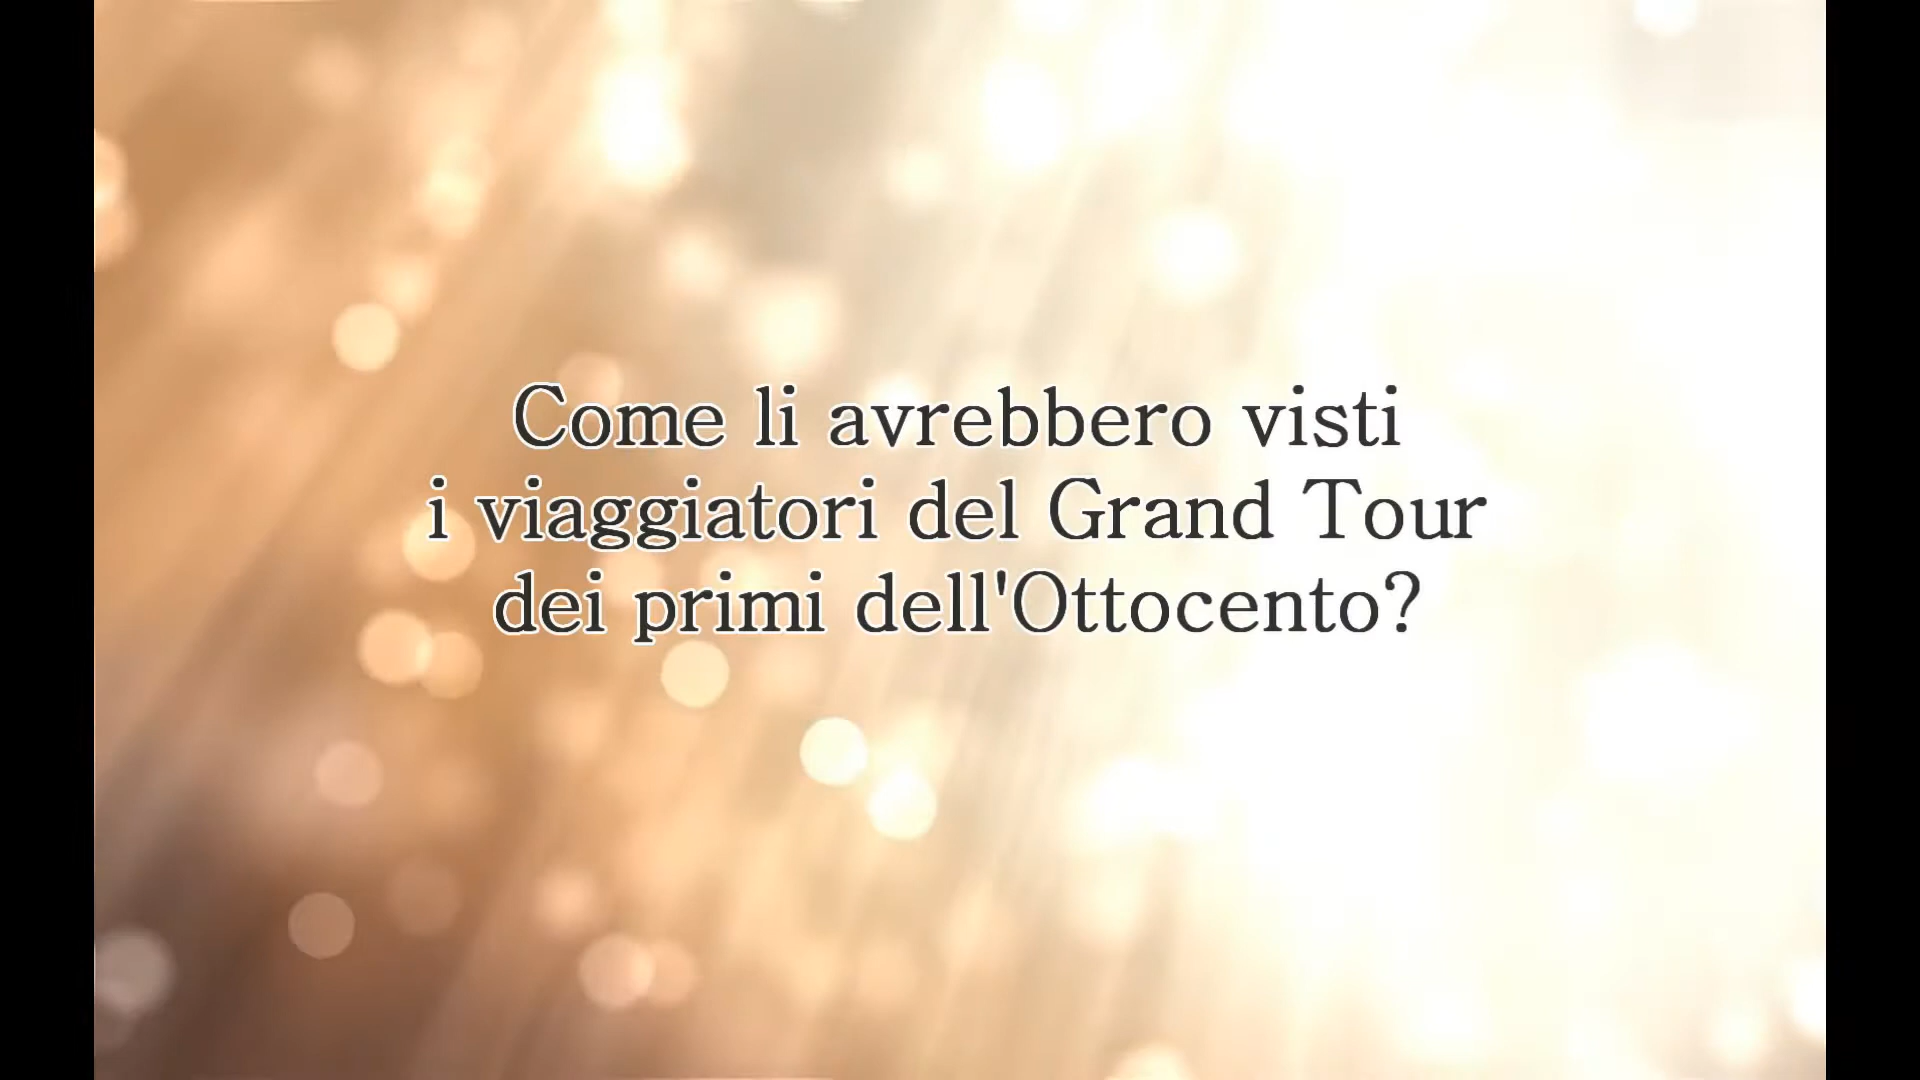 Come li avrebbero visti
i viaggiatori del Grand Tour
dei primi dell'Ottocento?